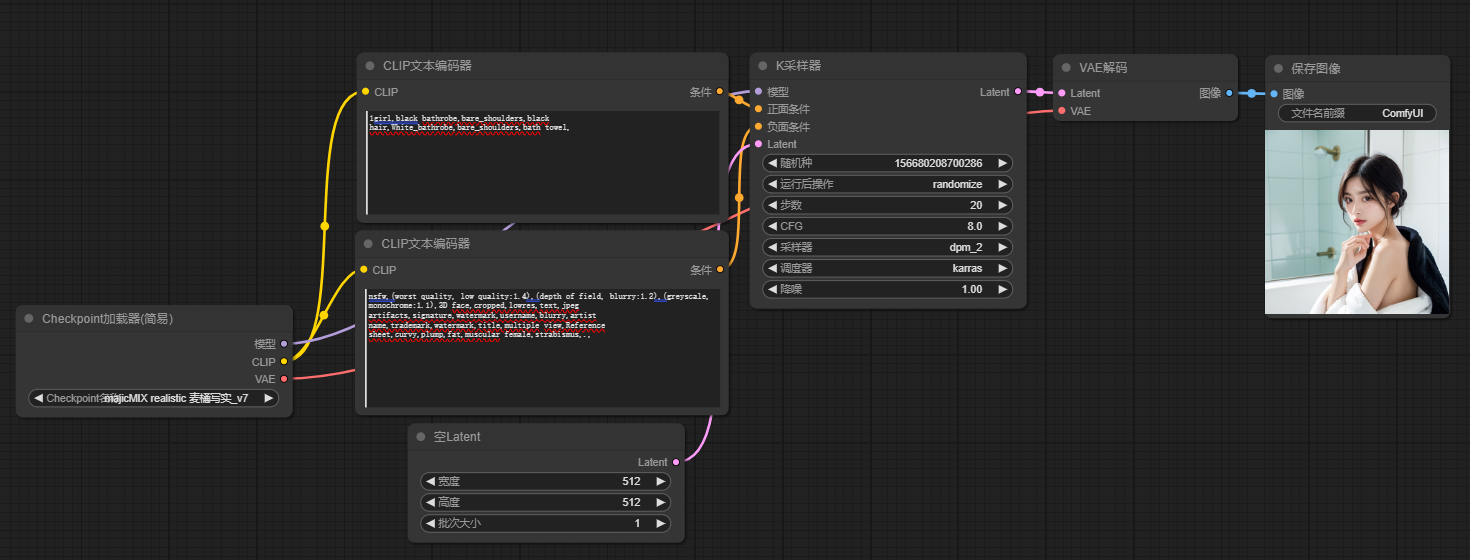 CLIP文本编码器
CLIP
条件
1girl,black bathrobe,bare_shoulders,black
hair,White_bathrobe,bare_shoulders,bath towel,
CLIP文本编码器
CLIP
条件
nsfw,(worst quality, low quality:1.4),(depth of field, blurry:1.2),(greyscale,
monochrome:1.1),3D face,cropped,lowres,text,jpeg
artifacts,signature,watermark,username,blurry,artist
name,trademark,watermark,title,multiple view,Reference
sheet,curvy,plump,fat,muscular female,strabismus,.,
Checkpoint加载器(简易)
模型
CLIP
VAE
Checkpoint名称 majicMIX realistic 麦橘写实_v7
空Latent
Latent
宽度 512
高度 512
批次大小 1
K采样器
模型 Latent
正面条件
负面条件
Latent
随机种 156680208700286
运行后操作 randomize
步数 20
CFG 8.0
采样器 dpm_2
调度器 karras
降噪 1.00
VAE解码
Latent 图像
VAE
保存图像
图像
文件名前缀 ComfyUI